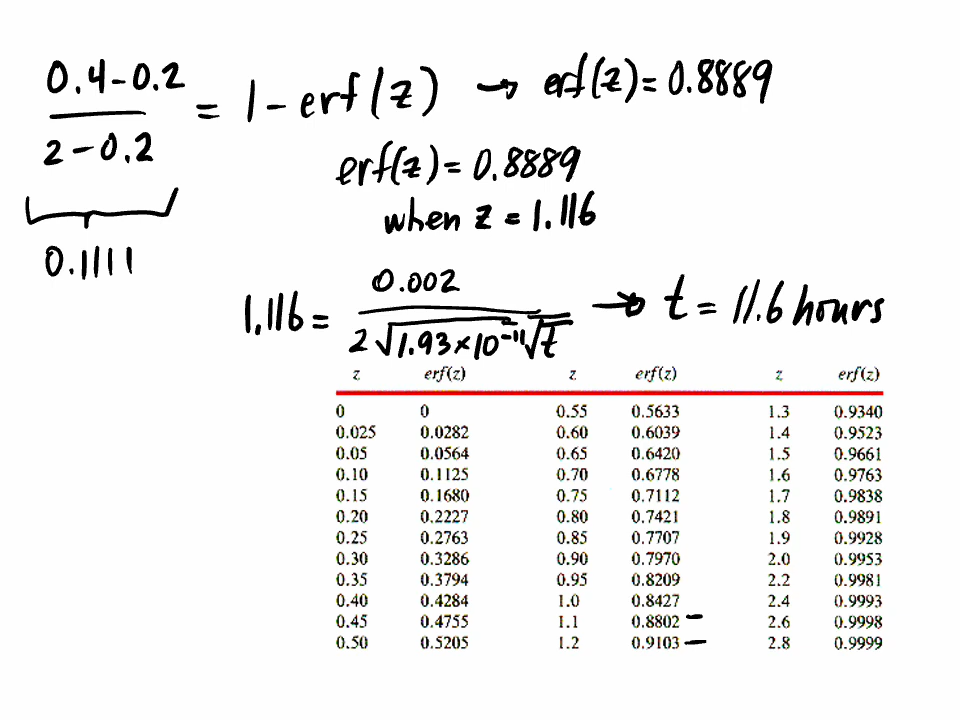 0.4-0.2 / 2-0.2 = 1-erf(z) → erf(z)=0.8889
0.1111
erf(z)=0.8889
when z = 1.116
1.116 = 0.002 / 2√1.93×10⁻¹¹√t → t = 11.6 hours
z erf(z) z erf(z) z erf(z)
0 0 0.55 0.5633 1.3 0.9340
0.025 0.0282 0.60 0.6039 1.4 0.9523
0.05 0.0564 0.65 0.6420 1.5 0.9661
0.10 0.1125 0.70 0.6778 1.6 0.9763
0.15 0.1680 0.75 0.7112 1.7 0.9838
0.20 0.2227 0.80 0.7421 1.8 0.9891
0.25 0.2763 0.85 0.7707 1.9 0.9928
0.30 0.3286 0.90 0.7970 2.0 0.9953
0.35 0.3794 0.95 0.8209 2.2 0.9981
0.40 0.4284 1.0 0.8427 2.4 0.9993
0.45 0.4755 1.1 0.8802 – 2.6 0.9998
0.50 0.5205 1.2 0.9103 – 2.8 0.9999